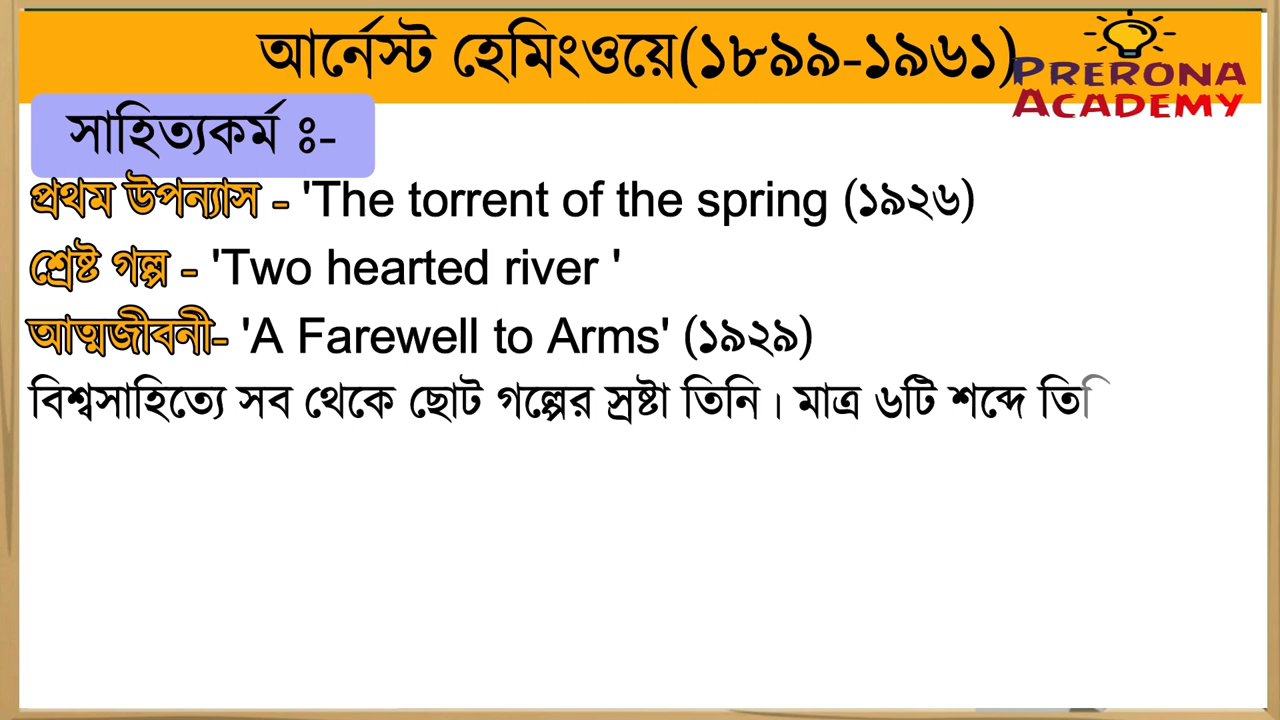 আর্নেস্ট হেমিংওয়ে(১৮৯৯-১৯৬১)
PRERONA
ACADEMY
সাহিত্যকর্ম ঃ-
প্রথম উপন্যাস - 'The torrent of the spring (১৯২৬)
শ্রেষ্ট গল্প - 'Two hearted river '
আত্মজীবনী- 'A Farewell to Arms' (১৯২৯)
বিশ্বসাহিত্যে সব থেকে ছোট গল্পের স্রষ্টা তিনি। মাত্র ৬টি শব্দে